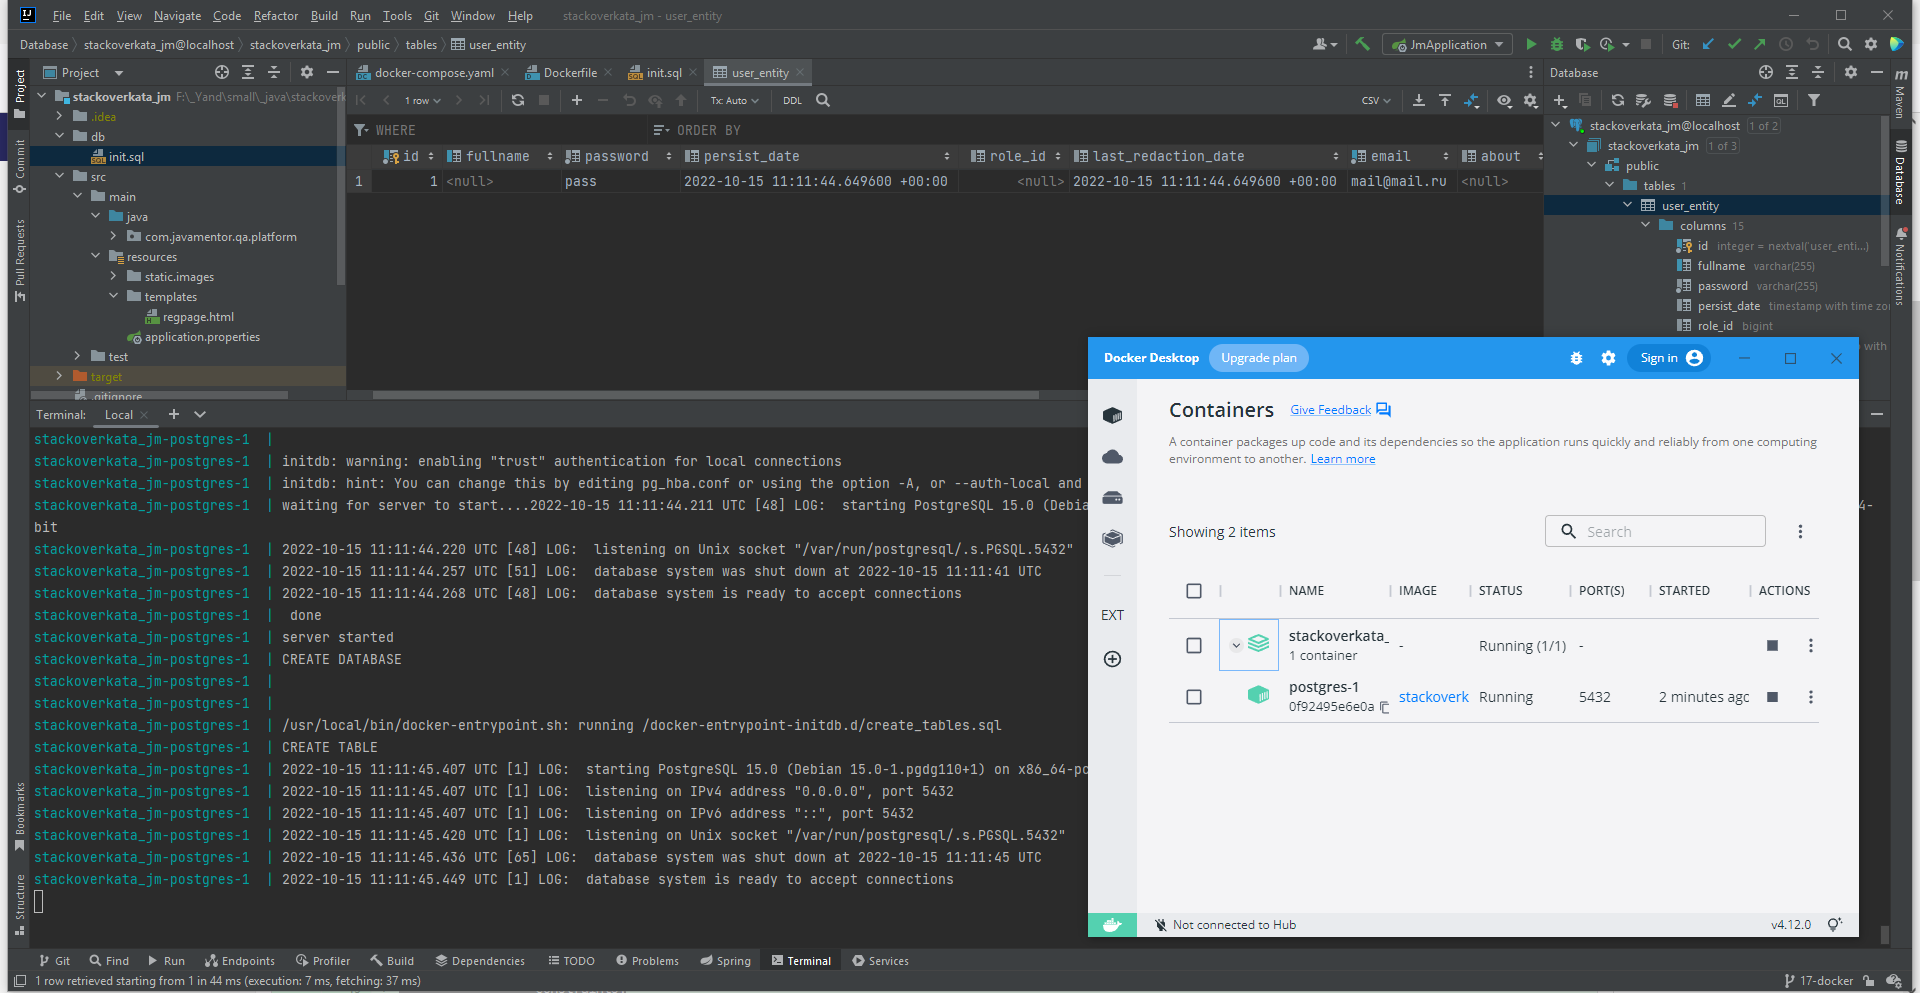 File Edit View Navigate Code Refactor Build Run Tools Git Window Help stackoverkata_jm - user_entity
Database stackoverkata_jm@localhost stackoverkata_jm public tables user_entity
JmApplication Git:
Project
docker-compose.yaml Dockerfile init.sql user_entity
Database
stackoverkata_jm F:\_Yand\small\_java\stackoverk
.idea
db
init.sql
src
main
java
com.javamentor.qa.platform
resources
static.images
templates
regpage.html
application.properties
test
target
.gitignore
1 row Tx: Auto DDL CSV
WHERE ORDER BY
id fullname password persist_date role_id last_redaction_date email about
1 1 <null> pass 2022-10-15 11:11:44.649600 +00:00 <null> 2022-10-15 11:11:44.649600 +00:00 mail@mail.ru <null>
stackoverkata_jm@localhost 1 of 2
stackoverkata_jm 1 of 3
public
tables 1
user_entity
columns 15
id integer = nextval('user_enti...)
fullname varchar(255)
password varchar(255)
persist_date timestamp with time zo
role_id bigint
with
Project
Commit
Pull Requests
Bookmarks
Structure
Maven
Database
Notifications
Terminal: Local
stackoverkata_jm-postgres-1 |
stackoverkata_jm-postgres-1 | initdb: warning: enabling "trust" authentication for local connections
stackoverkata_jm-postgres-1 | initdb: hint: You can change this by editing pg_hba.conf or using the option -A, or --auth-local and
stackoverkata_jm-postgres-1 | waiting for server to start....2022-10-15 11:11:44.211 UTC [48] LOG:  starting PostgreSQL 15.0 (Debia 4-
bit
stackoverkata_jm-postgres-1 | 2022-10-15 11:11:44.220 UTC [48] LOG:  listening on Unix socket "/var/run/postgresql/.s.PGSQL.5432"
stackoverkata_jm-postgres-1 | 2022-10-15 11:11:44.257 UTC [51] LOG:  database system was shut down at 2022-10-15 11:11:41 UTC
stackoverkata_jm-postgres-1 | 2022-10-15 11:11:44.268 UTC [48] LOG:  database system is ready to accept connections
stackoverkata_jm-postgres-1 |  done
stackoverkata_jm-postgres-1 | server started
stackoverkata_jm-postgres-1 | CREATE DATABASE
stackoverkata_jm-postgres-1 |
stackoverkata_jm-postgres-1 |
stackoverkata_jm-postgres-1 | /usr/local/bin/docker-entrypoint.sh: running /docker-entrypoint-initdb.d/create_tables.sql
stackoverkata_jm-postgres-1 | CREATE TABLE
stackoverkata_jm-postgres-1 | 2022-10-15 11:11:45.407 UTC [1] LOG:  starting PostgreSQL 15.0 (Debian 15.0-1.pgdg110+1) on x86_64-pc
stackoverkata_jm-postgres-1 | 2022-10-15 11:11:45.407 UTC [1] LOG:  listening on IPv4 address "0.0.0.0", port 5432
stackoverkata_jm-postgres-1 | 2022-10-15 11:11:45.407 UTC [1] LOG:  listening on IPv6 address "::", port 5432
stackoverkata_jm-postgres-1 | 2022-10-15 11:11:45.420 UTC [1] LOG:  listening on Unix socket "/var/run/postgresql/.s.PGSQL.5432"
stackoverkata_jm-postgres-1 | 2022-10-15 11:11:45.436 UTC [65] LOG:  database system was shut down at 2022-10-15 11:11:45 UTC
stackoverkata_jm-postgres-1 | 2022-10-15 11:11:45.449 UTC [1] LOG:  database system is ready to accept connections
Docker Desktop Upgrade plan Sign in
Containers Give Feedback
A container packages up code and its dependencies so the application runs quickly and reliably from one computing
environment to another. Learn more
Showing 2 items Search
NAME IMAGE STATUS PORT(S) STARTED ACTIONS
EXT
stackoverkata_ - Running (1/1) -
1 container
postgres-1 stackoverk Running 5432 2 minutes agc
0f92495e6e0a
Not connected to Hub v4.12.0
Git Find Run Endpoints Profiler Build Dependencies TODO Problems Spring Terminal Services
1 row retrieved starting from 1 in 44 ms (execution: 7 ms, fetching: 37 ms) 17-docker